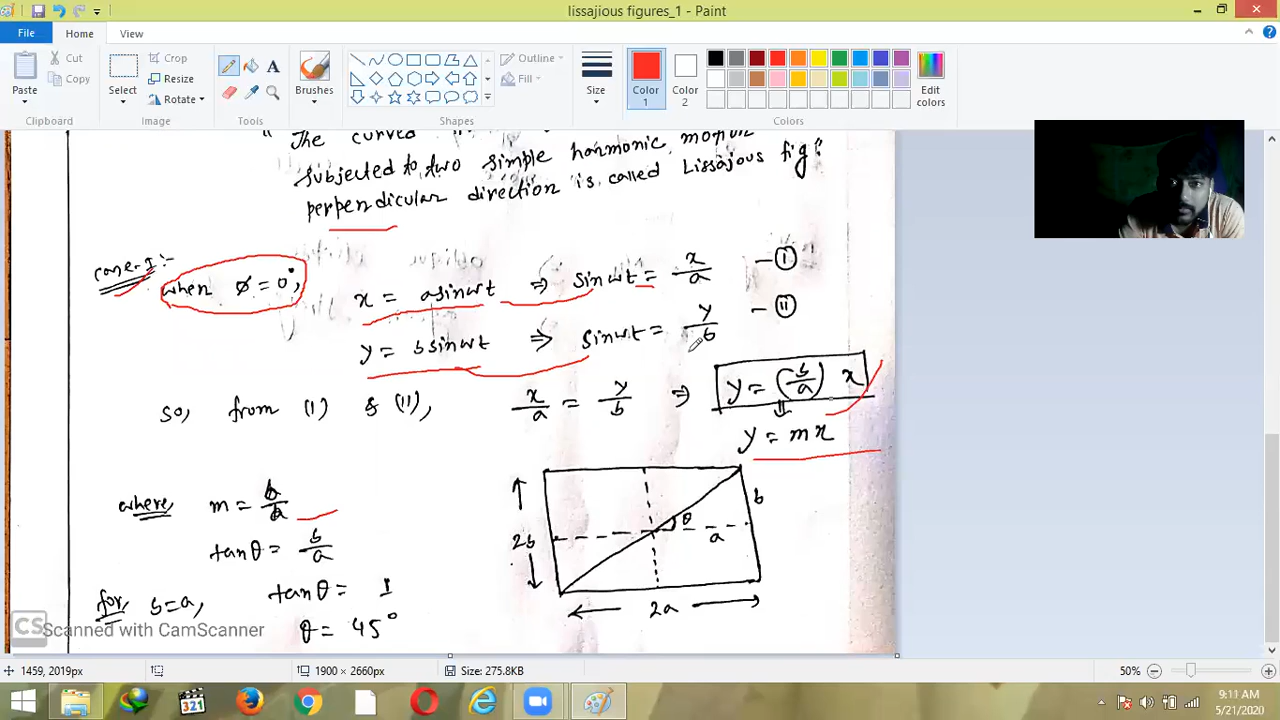 lissajious figures_1 - Paint
File Home View
Cut
Copy
Paste
Clipboard
Crop
Resize
Rotate
Select
Image
Tools
Brushes
Outline
Fill
Shapes
Size
Color 1
Color 2
Edit colors
Colors
" The curved
subjected to two simple harmonic motion
perpendicular direction is called Lissajous fig!!
case-I :-
when ϕ = 0°,
x = a sinωt ⇒ sinωt = x/a - (I)
y = b sinωt ⇒ sinωt = y/b - (II)
so, from (I) & (II), x/a = y/b ⇒ y = (b/a) x
⇓
y = mx
where, m = b/a
tanθ = b/a
for, b=a, tanθ = 1
θ = 45°
2b
θ
a
b
2a
CS Scanned with CamScanner
1459, 2019px
1900 × 2660px
Size: 275.8KB
50%
321
9:11 AM
5/21/2020